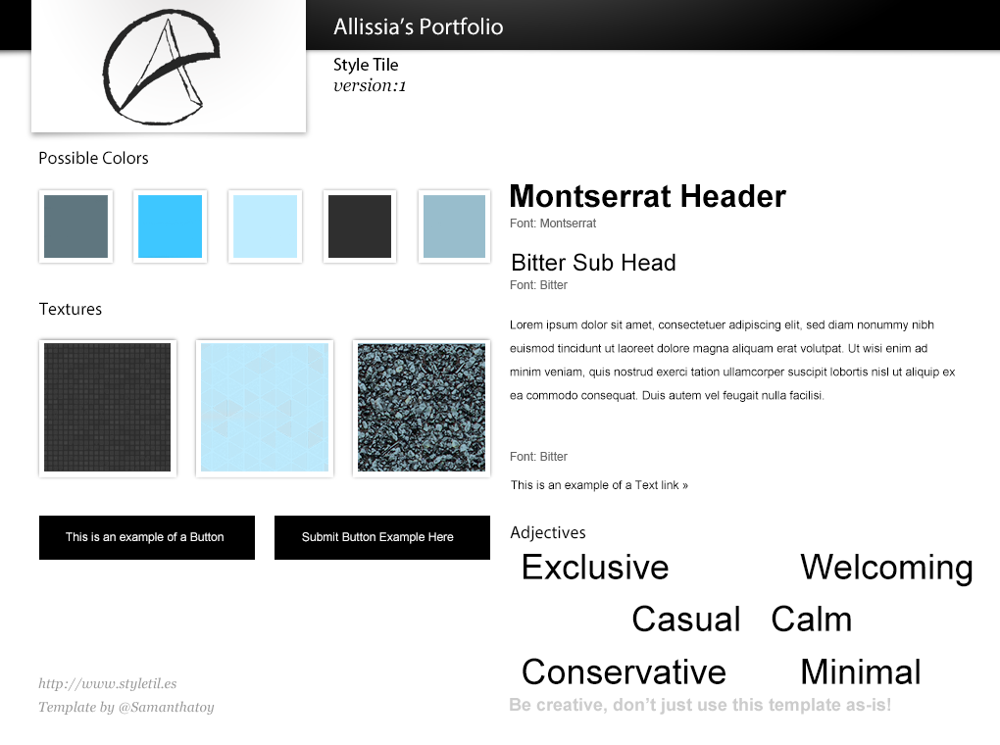 Allissia’s Portfolio
Style Tile
version:1
Possible Colors
Textures
This is an example of a Button
Submit Button Example Here
http://www.styletil.es
Template by @Samanthatoy
Montserrat Header
Font: Montserrat
Bitter Sub Head
Font: Bitter
Lorem ipsum dolor sit amet, consectetuer adipiscing elit, sed diam nonummy nibh
euismod tincidunt ut laoreet dolore magna aliquam erat volutpat. Ut wisi enim ad
minim veniam, quis nostrud exerci tation ullamcorper suscipit lobortis nisl ut aliquip ex
ea commodo consequat. Duis autem vel feugait nulla facilisi.
Font: Bitter
This is an example of a Text link »
Adjectives
Exclusive Welcoming
Casual Calm
Conservative Minimal
Be creative, don’t just use this template as-is!